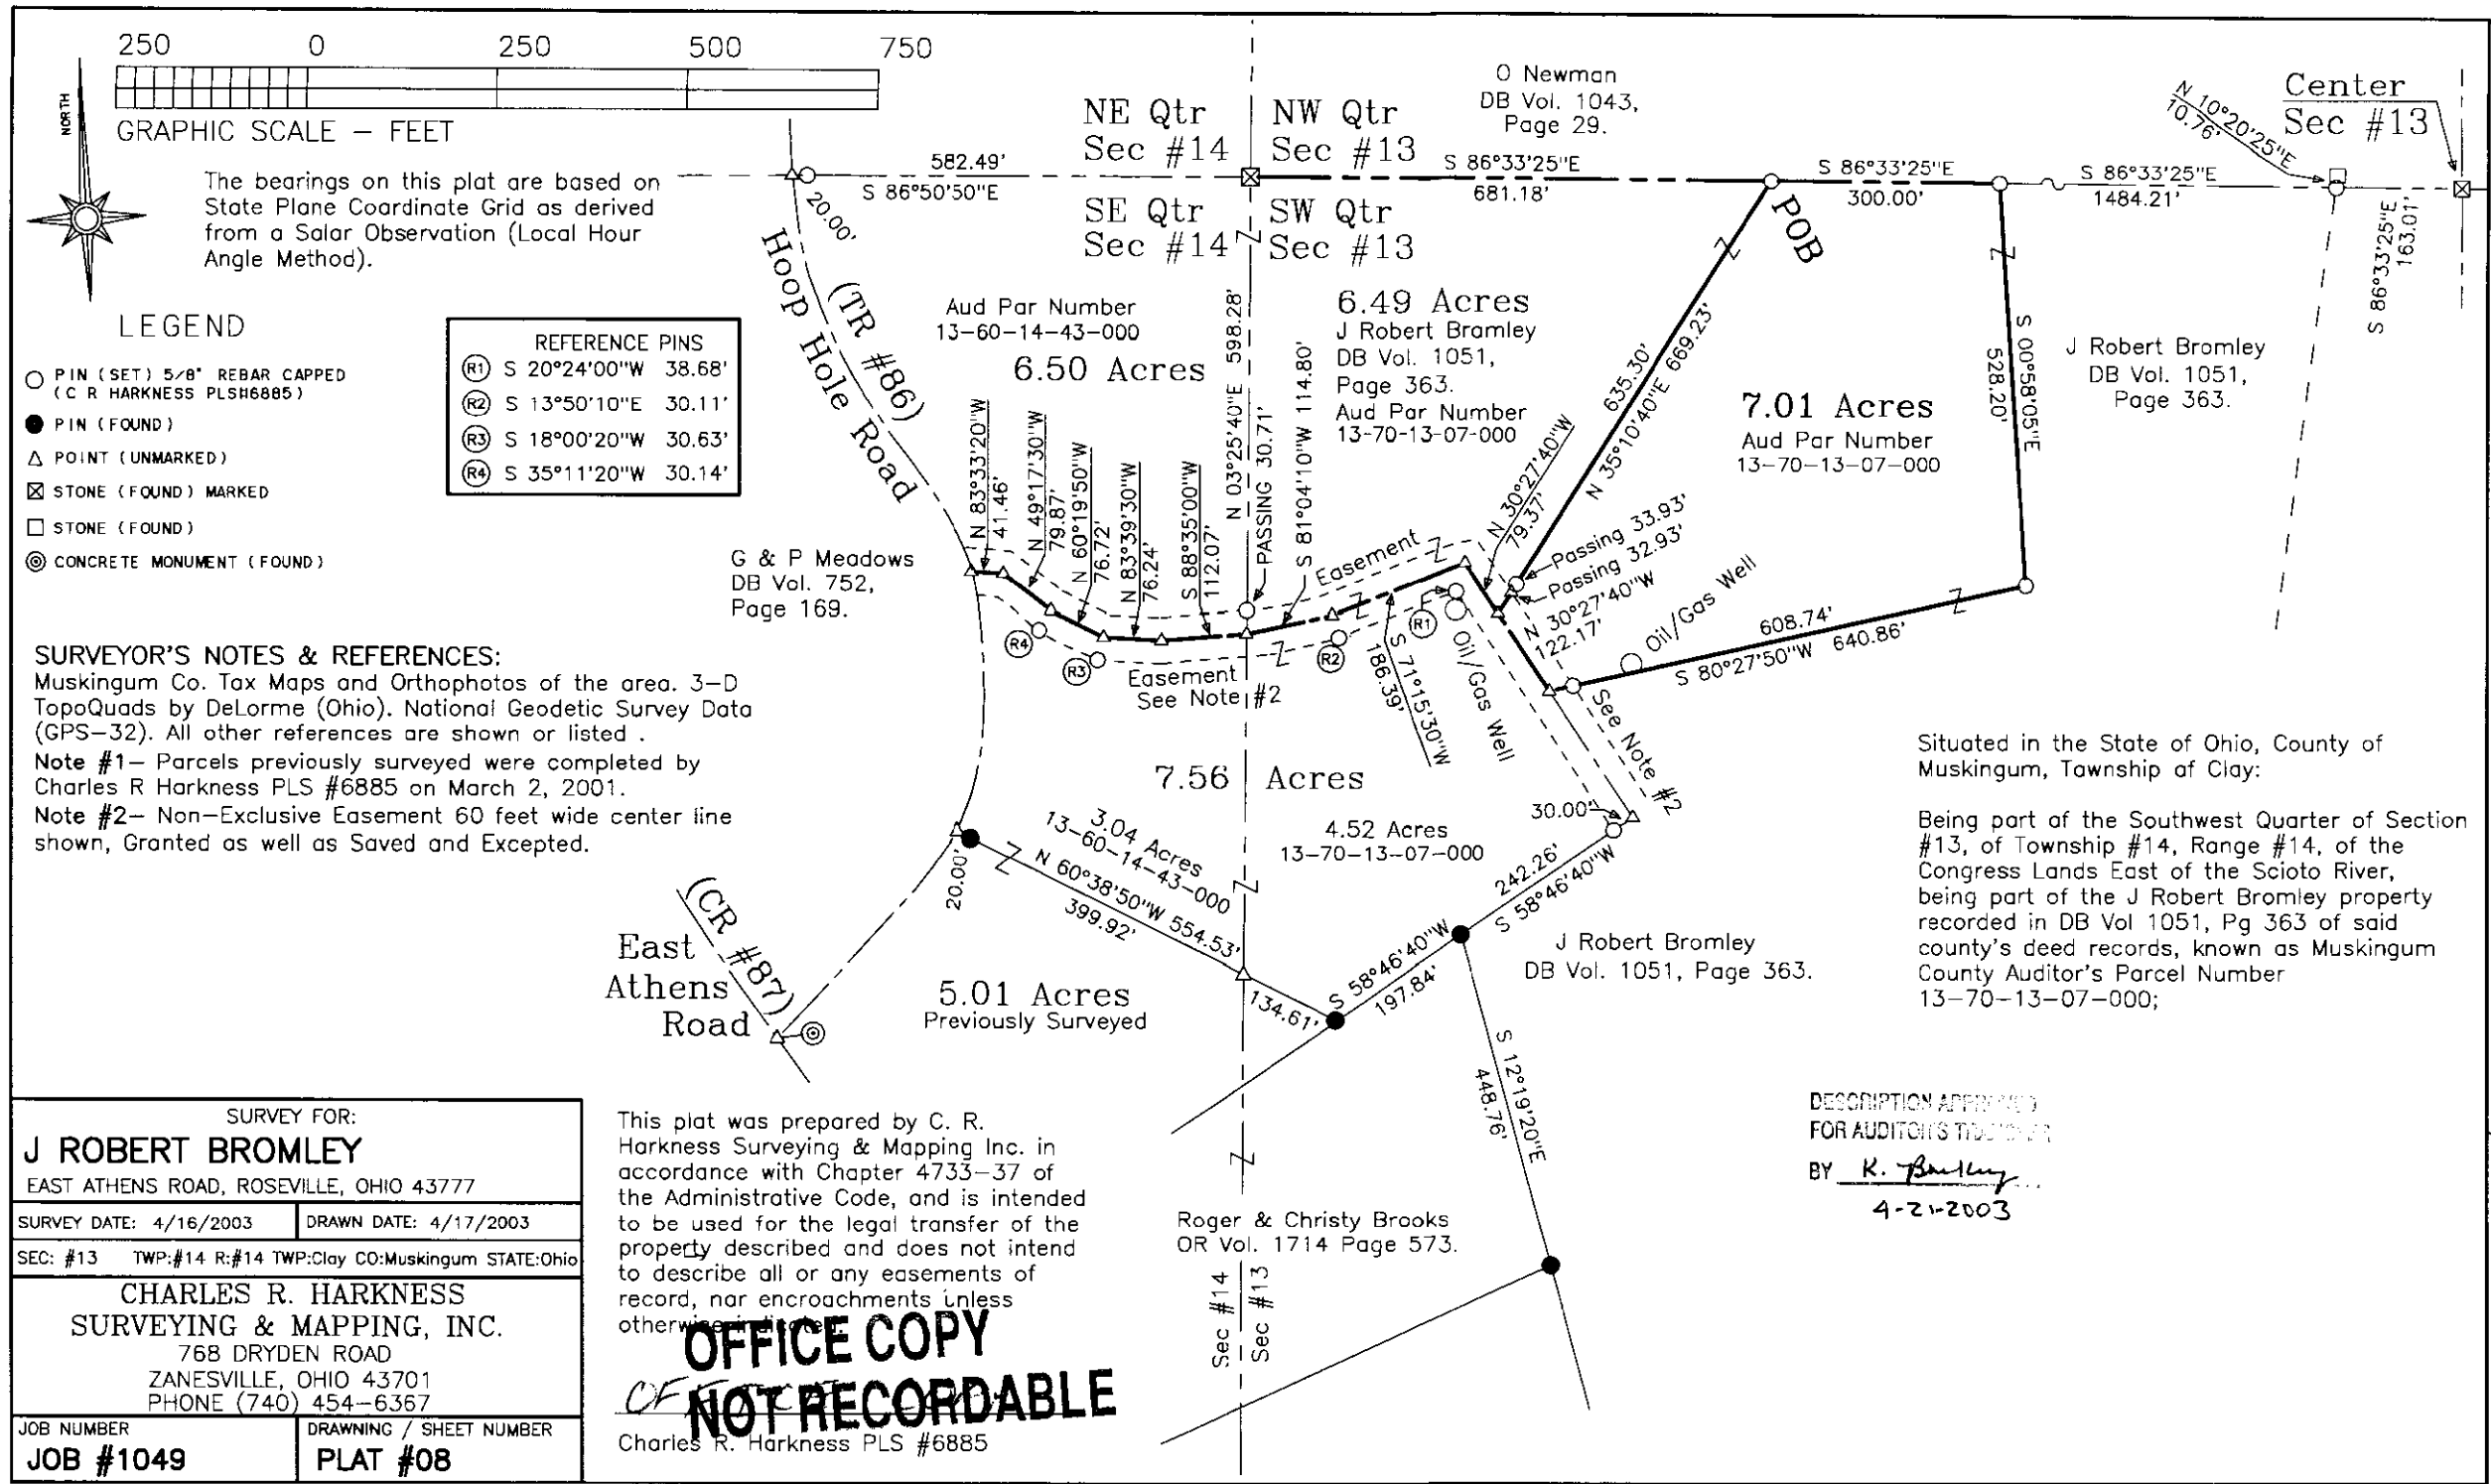 250 0 250 500 750
GRAPHIC SCALE – FEET
NORTH
The bearings on this plat are based on
State Plane Coordinate Grid as derived
from a Solar Observation (Local Hour
Angle Method).
LEGEND
PIN (SET) 5/8" REBAR CAPPED
(C R HARKNESS PLS#6885)
PIN (FOUND)
POINT (UNMARKED)
STONE (FOUND) MARKED
STONE (FOUND)
CONCRETE MONUMENT (FOUND)
REFERENCE PINS
R1 S 20°24'00"W 38.68'
R2 S 13°50'10"E 30.11'
R3 S 18°00'20"W 30.63'
R4 S 35°11'20"W 30.14'
NE Qtr
Sec #14
NW Qtr
Sec #13
SE Qtr
Sec #14
SW Qtr
Sec #13
O Newman
DB Vol. 1043,
Page 29.
Center
Sec #13
N 10°20'25"E
10.76'
582.49'
S 86°50'50"E
20.00'
S 86°33'25"E
681.18'
S 86°33'25"E
300.00'
S 86°33'25"E
1484.21'
S 86°33'25"E
163.01'
POB
Hoop Hole Road
(TR #86)
Aud Par Number
13-60-14-43-000
6.50 Acres
6.49 Acres
J Robert Bromley
DB Vol. 1051,
Page 363.
Aud Par Number
13-70-13-07-000
7.01 Acres
Aud Par Number
13-70-13-07-000
J Robert Bromley
DB Vol. 1051,
Page 363.
S 00°58'05"E
528.20'
635.30'
N 35°10'40"E 669.23'
N 83°33'20"W
41.46'
N 49°17'30"W
79.87'
N 60°19'50"W
76.72'
N 83°39'30"W
76.24'
S 88°35'00"W
112.07'
N 03°25'40"E 598.28'
PASSING 30.71'
S 81°04'10"W 114.80'
N 30°27'40"W
79.37'
Passing 33.93'
Passing 32.93'
N 30°27'40"W
122.17'
Easement
Oil/Gas Well
608.74'
S 80°27'50"W 640.86'
G & P Meadows
DB Vol. 752,
Page 169.
R4
R3
R2
R1
Easement
See Note #2
S 71°15'30"W
186.39'
Oil/Gas Well
See Note #2
SURVEYOR'S NOTES & REFERENCES:
Muskingum Co. Tax Maps and Orthophotos of the area. 3-D
TopoQuads by DeLorme (Ohio). National Geodetic Survey Data
(GPS-32). All other references are shown or listed .
Note #1– Parcels previously surveyed were completed by
Charles R Harkness PLS #6885 on March 2, 2001.
Note #2– Non-Exclusive Easement 60 feet wide center line
shown, Granted as well as Saved and Excepted.
7.56 Acres
3.04 Acres
13-60-14-43-000
4.52 Acres
13-70-13-07-000
30.00'
242.26'
S 58°46'40"W
N 60°38'50"W 554.53'
399.92'
20.00'
134.61'
S 58°46'40"W
197.84'
(CR #87)
East
Athens
Road
5.01 Acres
Previously Surveyed
J Robert Bromley
DB Vol. 1051, Page 363.
S 12°19'20"E
448.76'
Situated in the State of Ohio, County of
Muskingum, Township of Clay:
Being part of the Southwest Quarter of Section
#13, of Township #14, Range #14, of the
Congress Lands East of the Scioto River,
being part of the J Robert Bromley property
recorded in DB Vol 1051, Pg 363 of said
county's deed records, known as Muskingum
County Auditor's Parcel Number
13-70-13-07-000;
DESCRIPTION
FOR AUDITOR'S
BY K.
4-21-2003
Roger & Christy Brooks
OR Vol. 1714 Page 573.
Sec #14
Sec #13
This plat was prepared by C. R.
Harkness Surveying & Mapping Inc. in
accordance with Chapter 4733-37 of
the Administrative Code, and is intended
to be used for the legal transfer of the
property described and does not intend
to describe all or any easements of
record, nor encroachments unless
otherwise indicated.
OFFICE COPY
NOT RECORDABLE
Charles R. Harkness PLS #6885
SURVEY FOR:
J ROBERT BROMLEY
EAST ATHENS ROAD, ROSEVILLE, OHIO 43777
SURVEY DATE: 4/16/2003 DRAWN DATE: 4/17/2003
SEC: #13 TWP:#14 R:#14 TWP:Clay CO:Muskingum STATE:Ohio
CHARLES R. HARKNESS
SURVEYING & MAPPING, INC.
768 DRYDEN ROAD
ZANESVILLE, OHIO 43701
PHONE (740) 454-6367
JOB NUMBER DRAWNING / SHEET NUMBER
JOB #1049 PLAT #08